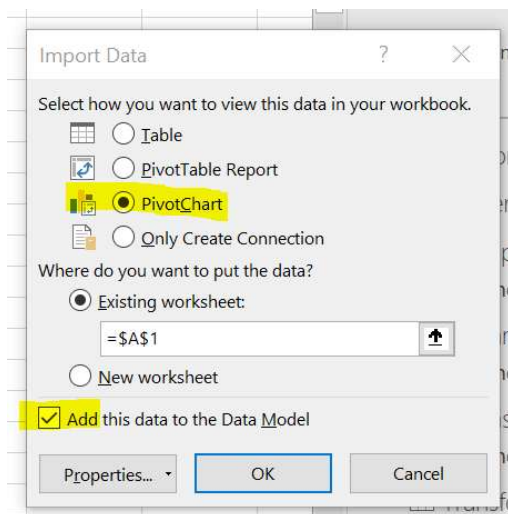 Import Data ?
Select how you want to view this data in your workbook.
Table
PivotTable Report
PivotChart
Only Create Connection
Where do you want to put the data?
Existing worksheet:
=$A$1
New worksheet
Add this data to the Data Model
Properties... OK Cancel